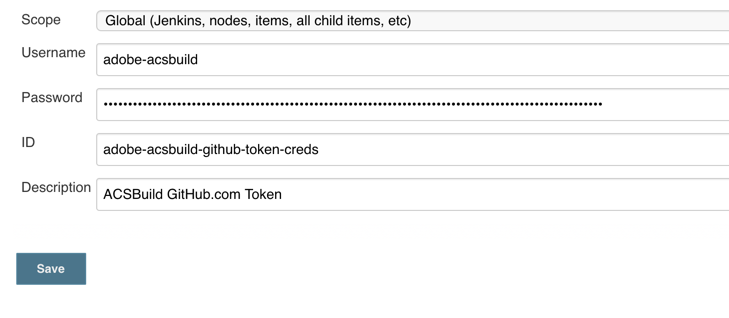 Scope Global (Jenkins, nodes, items, all child items, etc)
Username adobe-acsbuild
Password ••••••••••••••••••••••••••••••••••••••••••••••••••••••••••••••••••••••••••••••••••••••••••••••••••••
ID adobe-acsbuild-github-token-creds
Description ACSBuild GitHub.com Token
Save